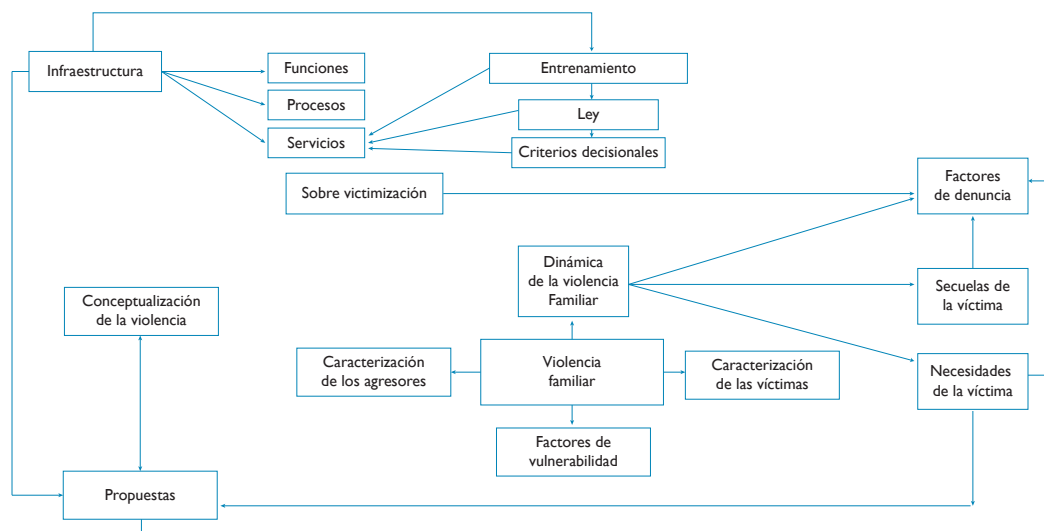 Infraestructura
Funciones
Entrenamiento
Procesos
Ley
Servicios
Criterios decisionales
Sobre victimización
Factores
de denuncia
Dinámica
de la violencia
Familiar
Secuelas de
la víctima
Conceptualización
de la violencia
Caracterización
de los agresores
Violencia
familiar
Caracterización
de las víctimas
Necesidades
de la víctima
Factores de
vulnerabilidad
Propuestas